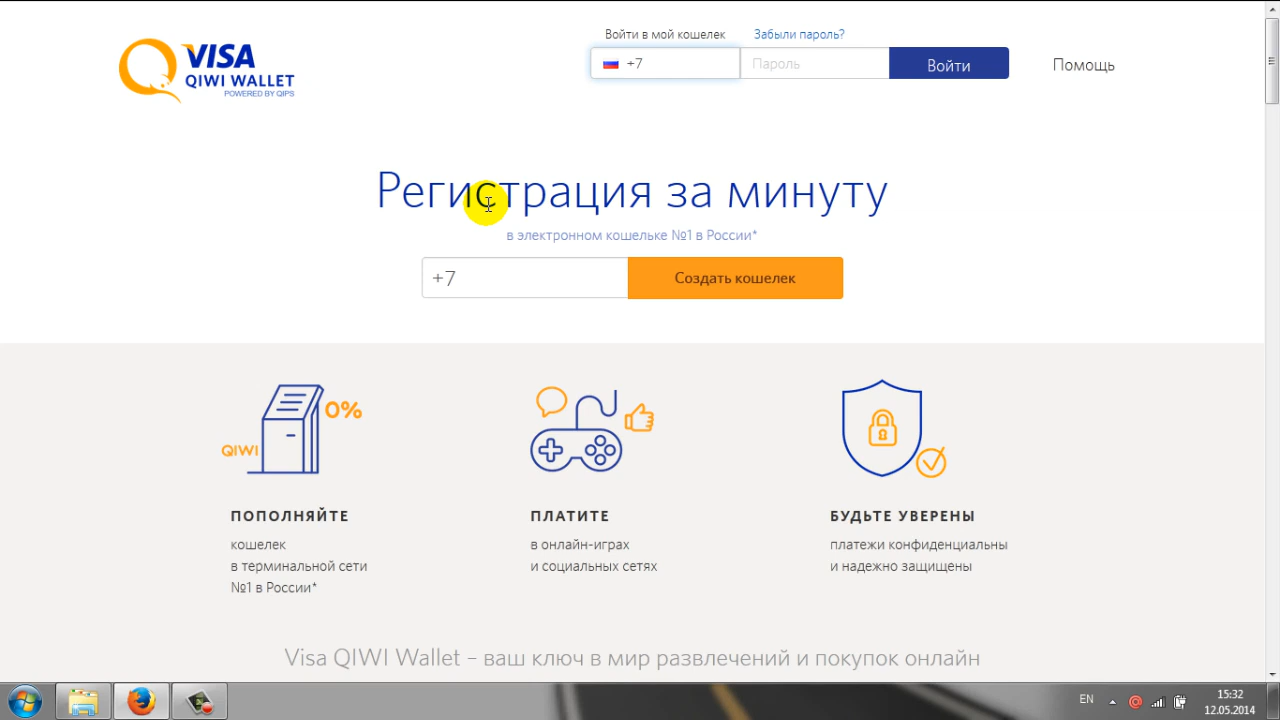 Войти в мой кошелек
Забыли пароль?
VISA
QIWI WALLET
POWERED BY QIPS
+7
Пароль
Войти
Помощь
Регистрация за минуту
в электронном кошельке №1 в России*
+7
Создать кошелек
0%
QIWI
ПОПОЛНЯЙТЕ
кошелек
в терминальной сети
№1 в России*
ПЛАТИТЕ
в онлайн-играх
и социальных сетях
БУДЬТЕ УВЕРЕНЫ
платежи конфиденциальны
и надежно защищены
Visa QIWI Wallet – ваш ключ в мир развлечений и покупок онлайн
EN
15:32
12.05.2014